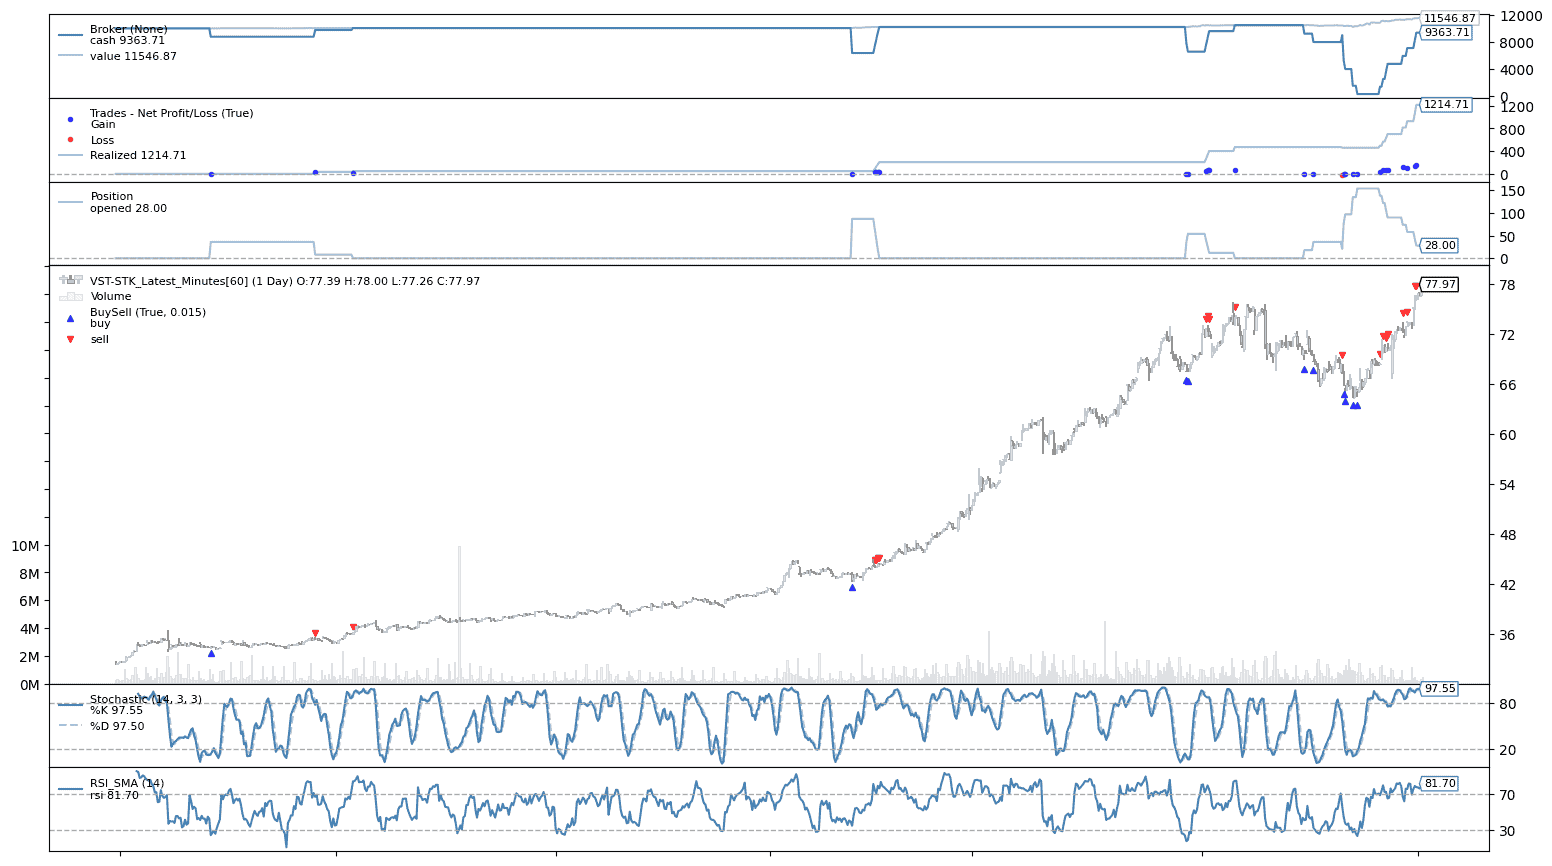 Broker (None)
cash 9363.71
value 11546.87
11546.87
9363.71
12000
8000
4000
0
Trades - Net Profit/Loss (True)
Gain
Loss
Realized 1214.71
1214.71
1200
800
400
0
Position
opened 28.00
28.00
150
100
50
0
VST-STK_Latest_Minutes[60] (1 Day) O:77.39 H:78.00 L:77.26 C:77.97
Volume
BuySell (True, 0.015)
buy
sell
77.97
78
72
66
60
54
48
42
36
10M
8M
6M
4M
2M
0M
Stochastic (14, 3, 3)
%K 97.55
%D 97.50
97.55
80
20
RSI_SMA (14)
rsi 81.70
81.70
70
30